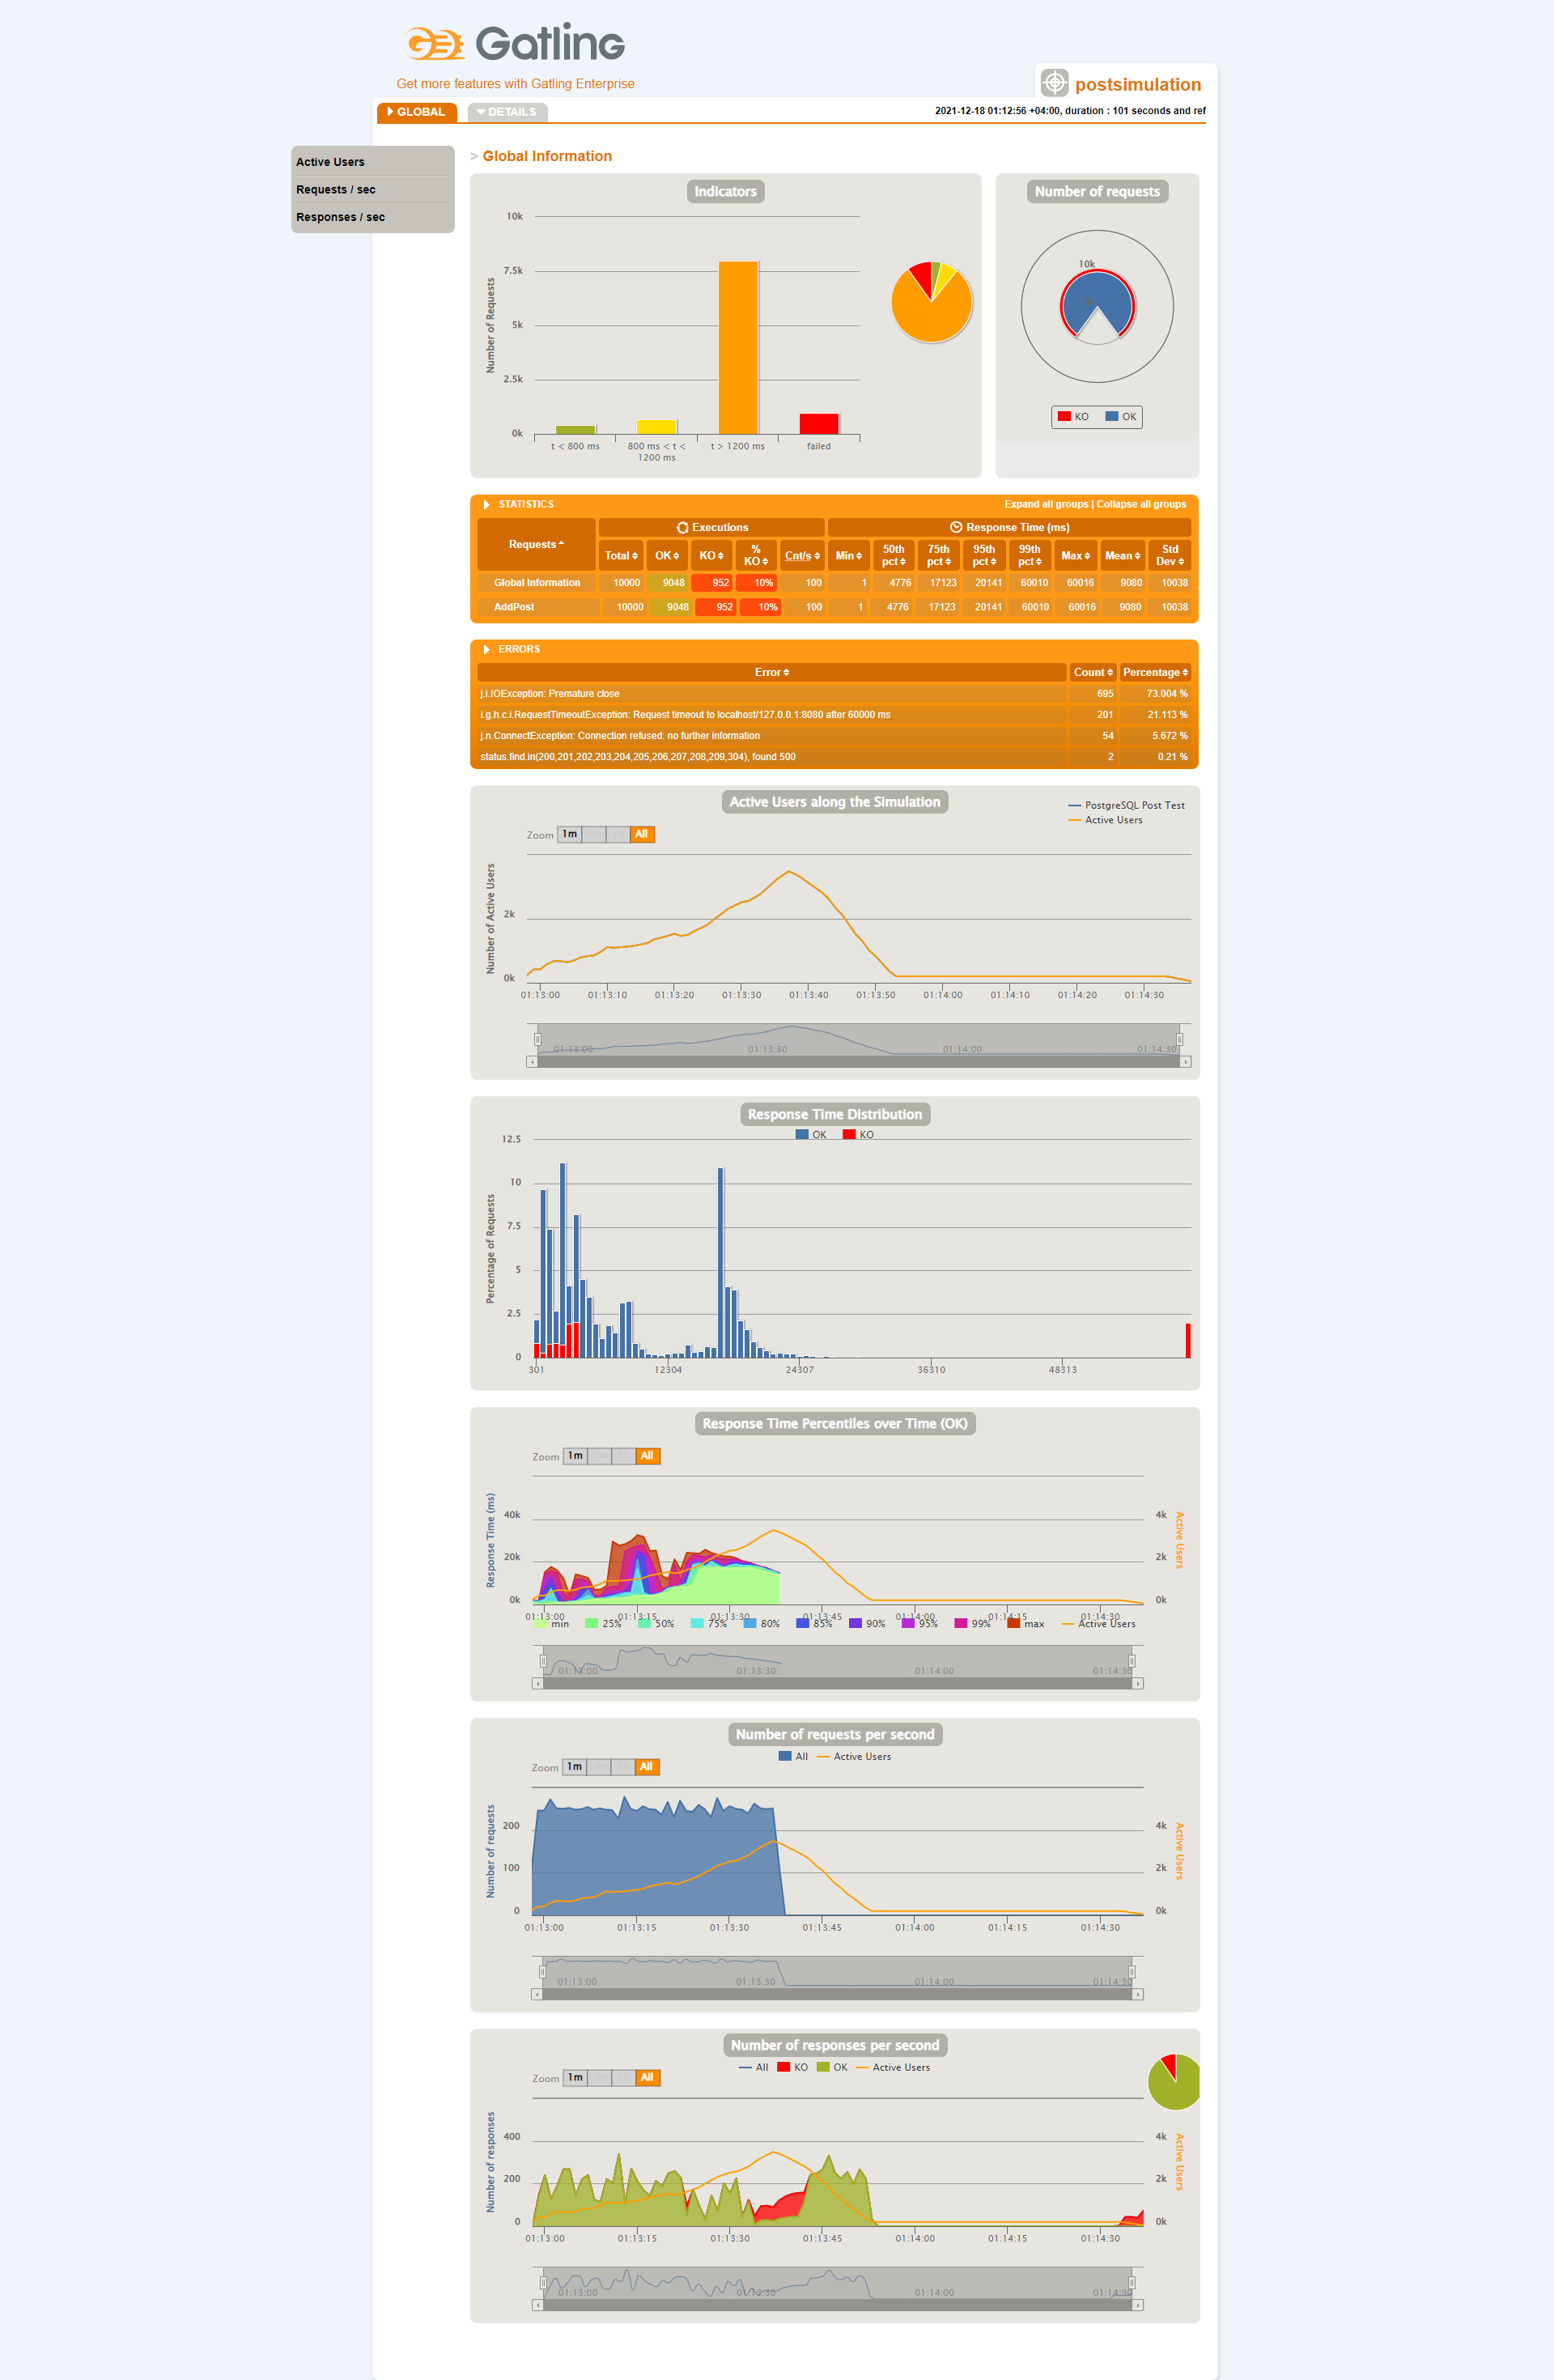 Gatling
Get more features with Gatling Enterprise
postsimulation
GLOBAL
DETAILS
2021-12-18 01:12:56 +04:00, duration : 101 seconds and ref
Active Users
Requests / sec
Responses / sec
> Global Information
Indicators
Number of Requests
10k
7.5k
5k
2.5k
0k
t < 800 ms
800 ms < t <
1200 ms
t > 1200 ms
failed
Number of requests
10k
KO OK
STATISTICS
Expand all groups | Collapse all groups
Requests
Executions
Response Time (ms)
Total OK KO % KO Cnt/s Min 50th pct 75th pct 95th pct 99th pct Max Mean Std Dev
Global Information 10000 9048 952 10% 100 1 4776 17123 20141 60010 60016 9080 10038
AddPost 10000 9048 952 10% 100 1 4776 17123 20141 60010 60016 9080 10038
ERRORS
Error Count Percentage
j.i.IOException: Premature close 695 73.004 %
i.g.h.c.i.RequestTimeoutException: Request timeout to localhost/127.0.0.1:8080 after 60000 ms 201 21.113 %
j.n.ConnectException: Connection refused: no further information 54 5.672 %
status.find.in(200,201,202,203,204,205,206,207,208,209,304), found 500 2 0.21 %
Active Users along the Simulation
PostgreSQL Post Test
Active Users
Zoom 1m All
Number of Active Users
2k
0k
01:13:00 01:13:10 01:13:20 01:13:30 01:13:40 01:13:50 01:14:00 01:14:10 01:14:20 01:14:30
01:13:00 01:13:30 01:14:00 01:14:30
Response Time Distribution
OK KO
Percentage of Requests
12.5
10
7.5
5
2.5
0
301 12304 24307 36310 48313
Response Time Percentiles over Time (OK)
Zoom 1m All
Response Time (ms)
40k
20k
0k
4k
2k
0k
Active Users
01:13:00 01:13:15 01:13:30 01:13:45 01:14:00 01:14:15 01:14:30
min 25% 50% 75% 80% 85% 90% 95% 99% max Active Users
01:13:00 01:13:30 01:14:00 01:14:30
Number of requests per second
All Active Users
Zoom 1m All
Number of requests
200
100
0
4k
2k
0k
Active Users
01:13:00 01:13:15 01:13:30 01:13:45 01:14:00 01:14:15 01:14:30
01:13:00 01:13:30 01:14:00 01:14:30
Number of responses per second
All KO OK Active Users
Zoom 1m All
Number of responses
400
200
0
4k
2k
0k
Active Users
01:13:00 01:13:15 01:13:30 01:13:45 01:14:00 01:14:15 01:14:30
01:13:00 01:13:30 01:14:00 01:14:30